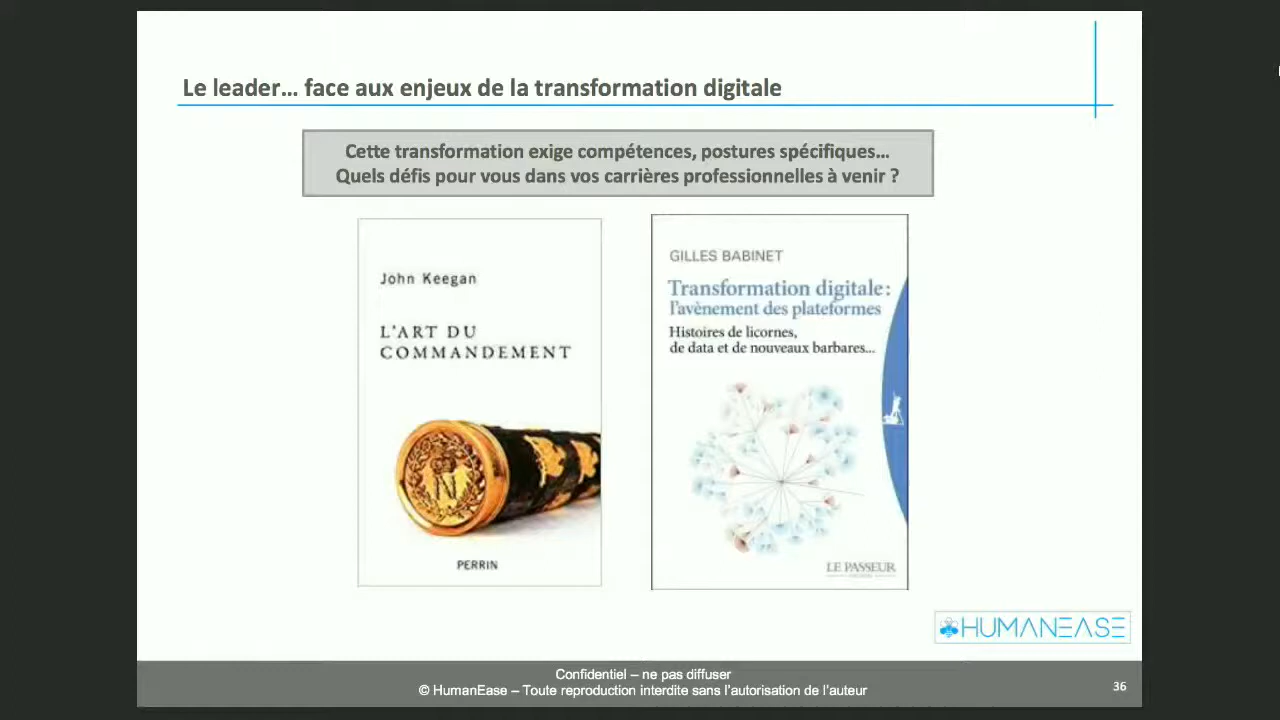 Le leader... face aux enjeux de la transformation digitale
Cette transformation exige compétences, postures spécifiques...
Quels défis pour vous dans vos carrières professionnelles à venir ?
John Keegan
L'ART DU
COMMANDEMENT
N
PERRIN
GILLES BABINET
Transformation digitale :
l'avènement des plateformes
Histoires de licornes,
de data et de nouveaux barbares...
LE PASSEUR
HUMANEASE
Confidentiel – ne pas diffuser
© HumanEase – Toute reproduction interdite sans l'autorisation de l'auteur
36